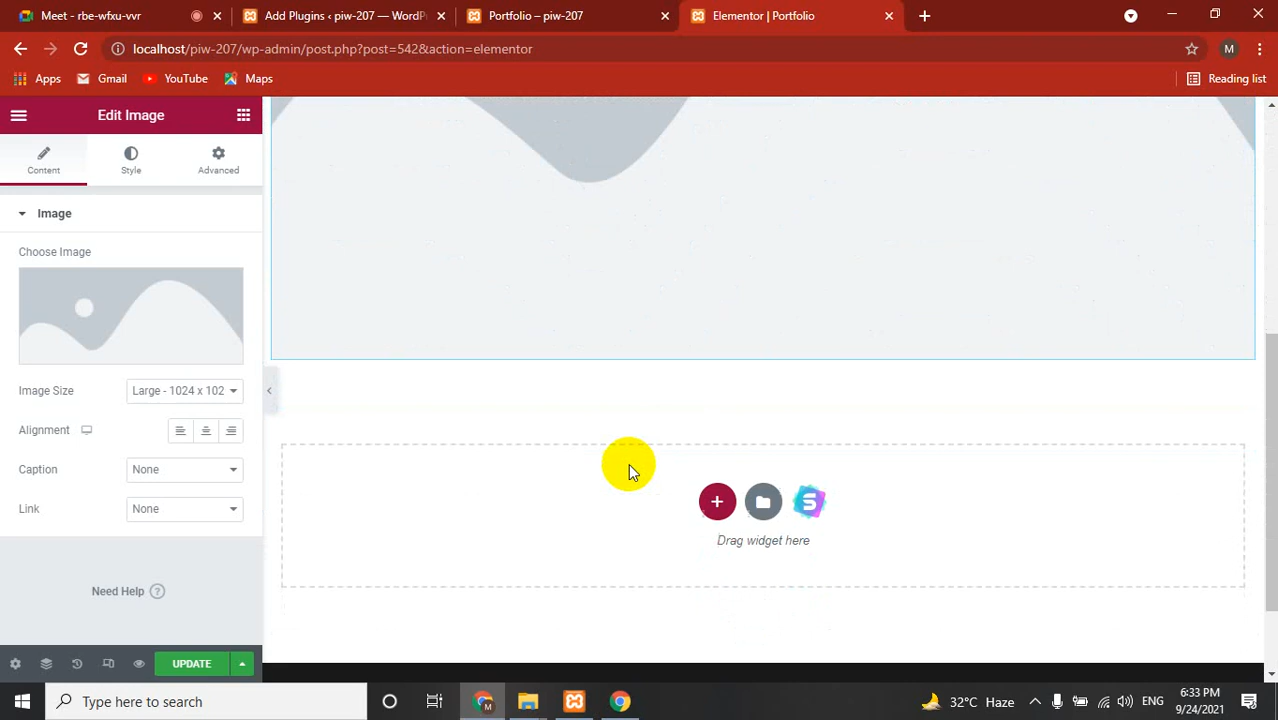 Meet - rbe-wfxu-vvr
Add Plugins ‹ piw-207 — WordPr
Portfolio – piw-207
Elementor | Portfolio
localhost/piw-207/wp-admin/post.php?post=542&action=elementor
M
Apps
Gmail
YouTube
Maps
Reading list
Edit Image
Content
Style
Advanced
Image
Choose Image
Image Size
Large - 1024 x 102
Alignment
Caption
None
Link
None
Need Help ?
UPDATE
Drag widget here
Type here to search
M
32°C Haze
ENG
6:33 PM
9/24/2021